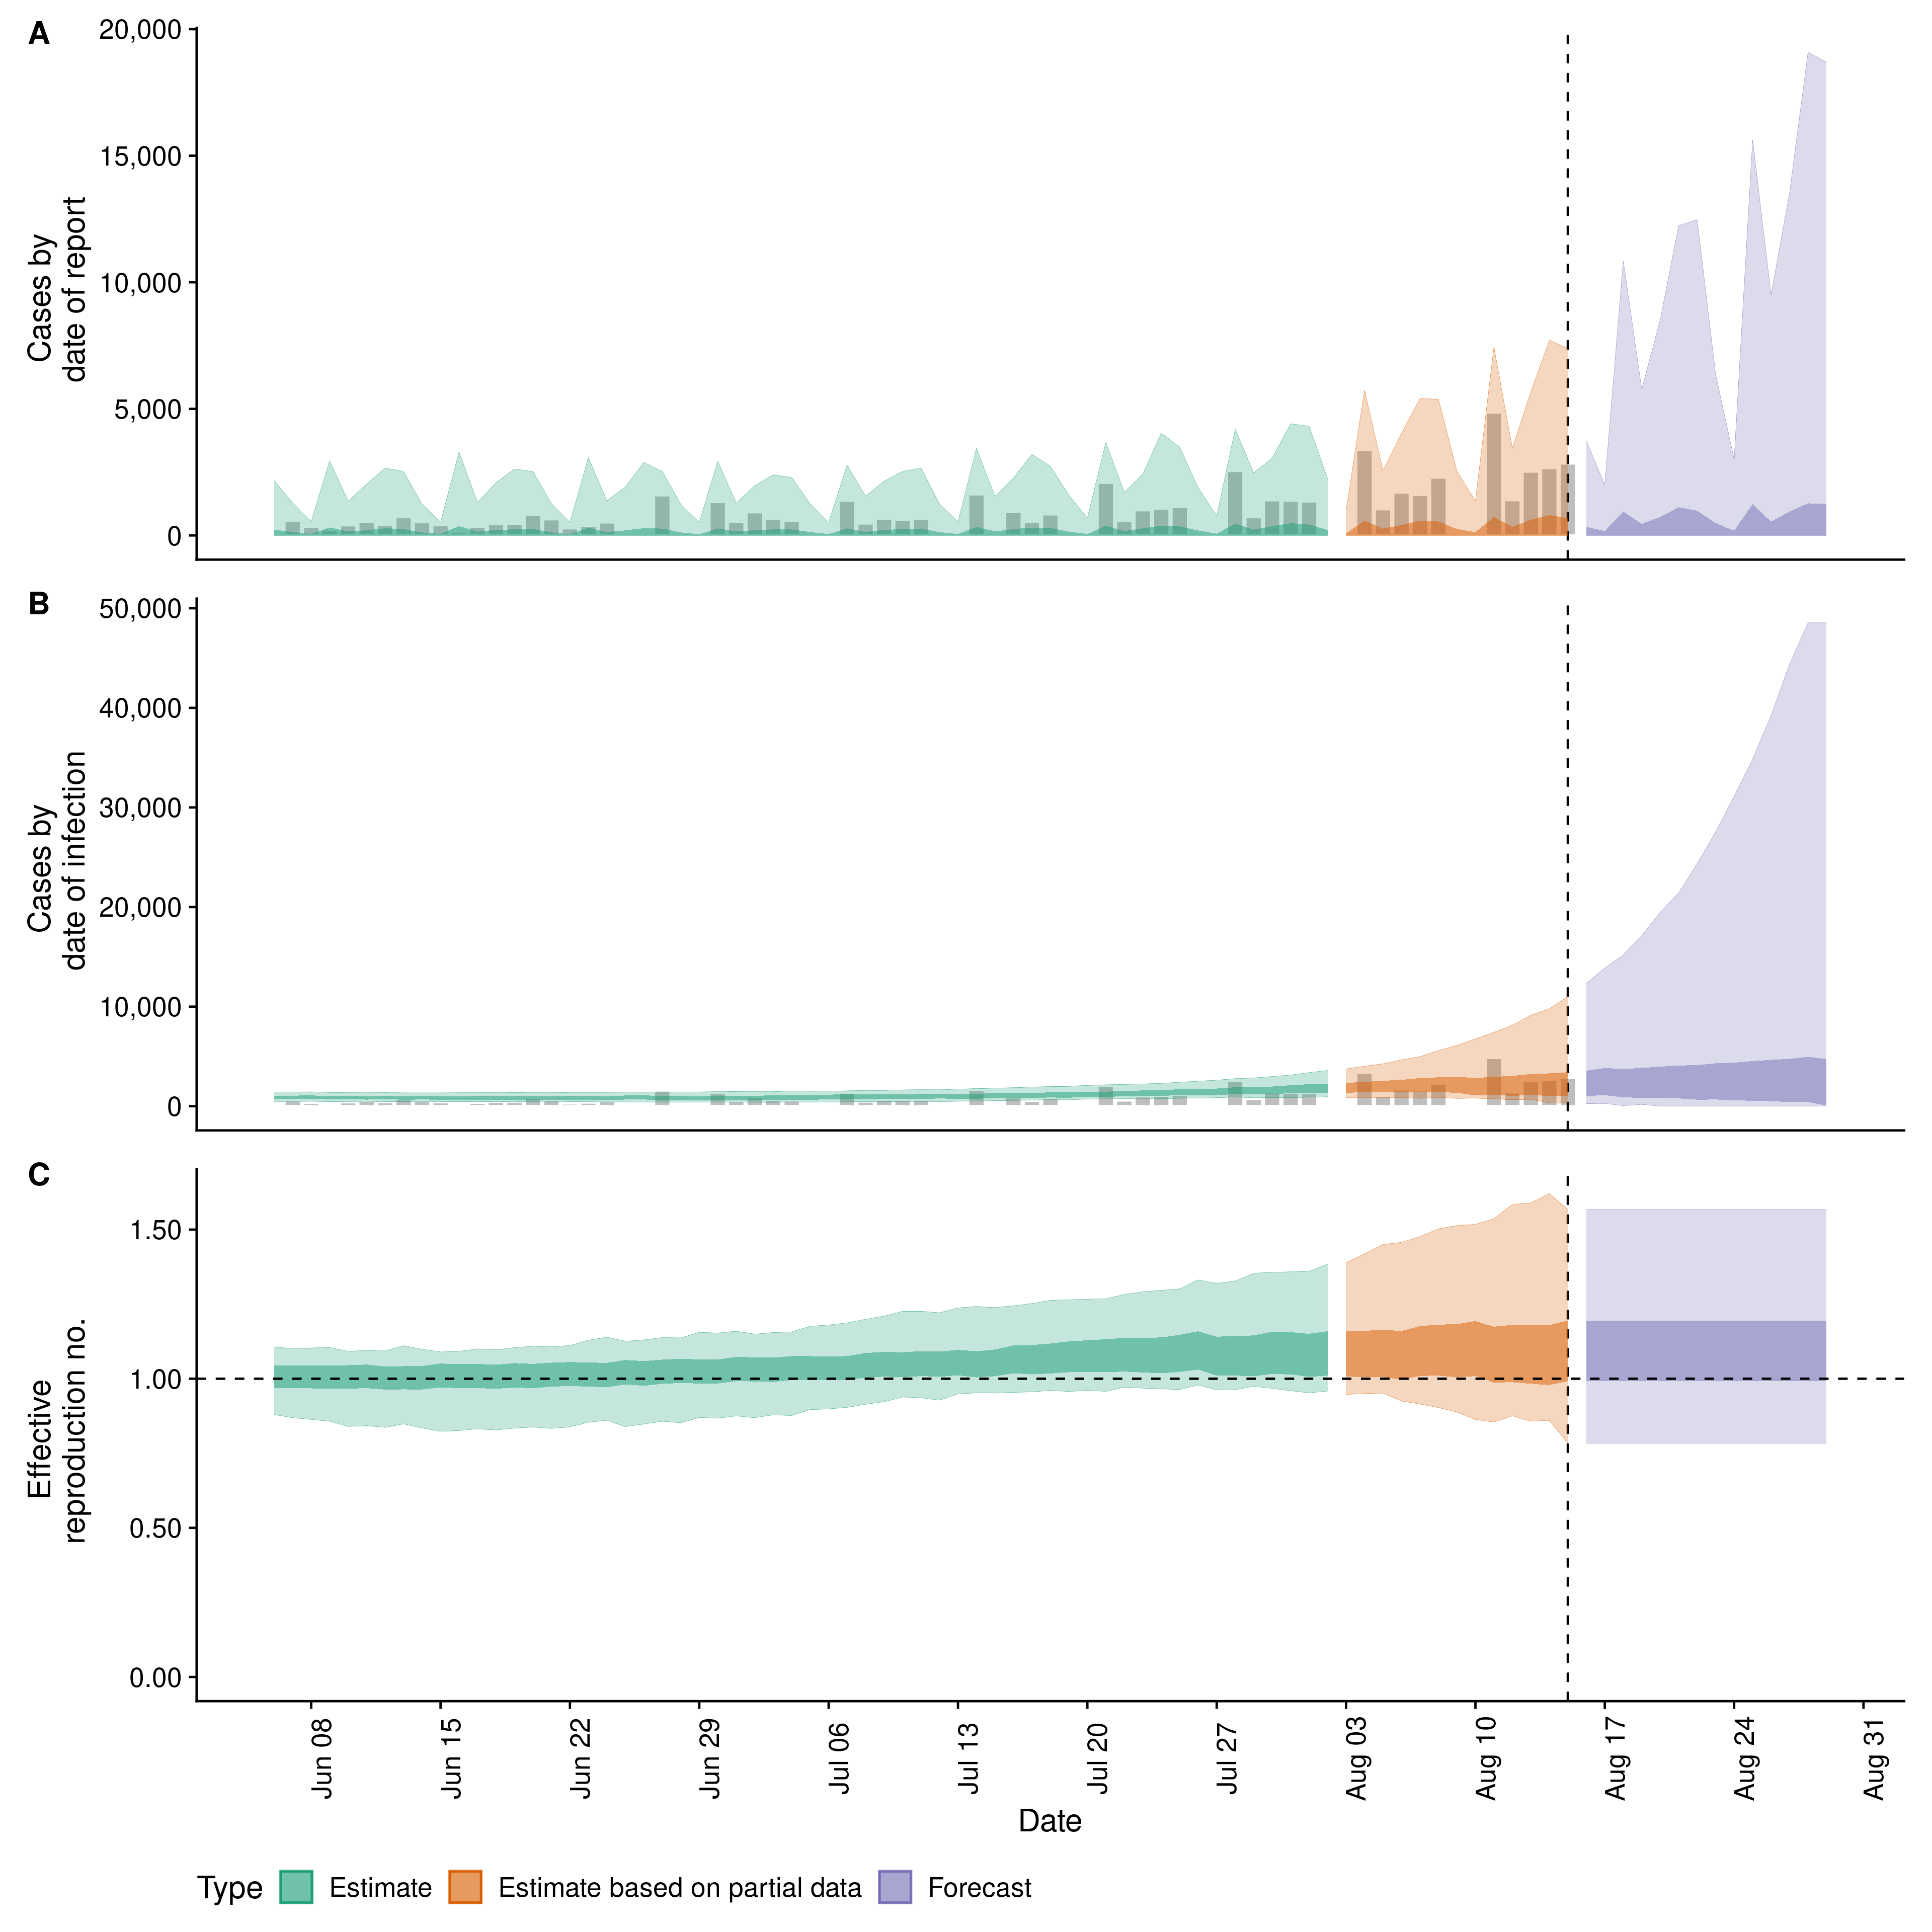 A
20,000
15,000
10,000
5,000
0
Cases by
date of report
B
50,000
40,000
30,000
20,000
10,000
0
Cases by
date of infection
C
1.50
1.00
0.50
0.00
Effective
reproduction no.
Jun 08
Jun 15
Jun 22
Jun 29
Jul 06
Jul 13
Jul 20
Jul 27
Aug 03
Aug 10
Aug 17
Aug 24
Aug 31
Date
Type Estimate Estimate based on partial data Forecast